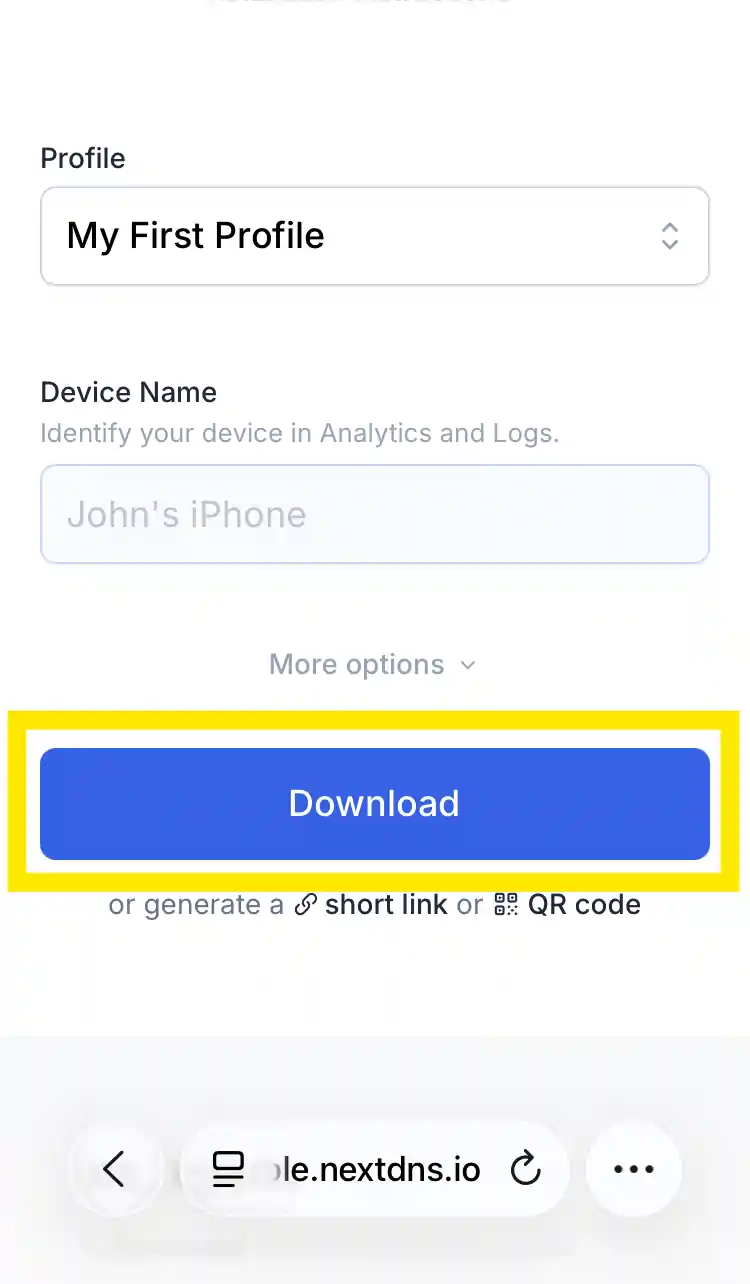 Profile
My First Profile
Device Name
Identify your device in Analytics and Logs.
John's iPhone
More options
Download
or generate a short link or QR code
le.nextdns.io